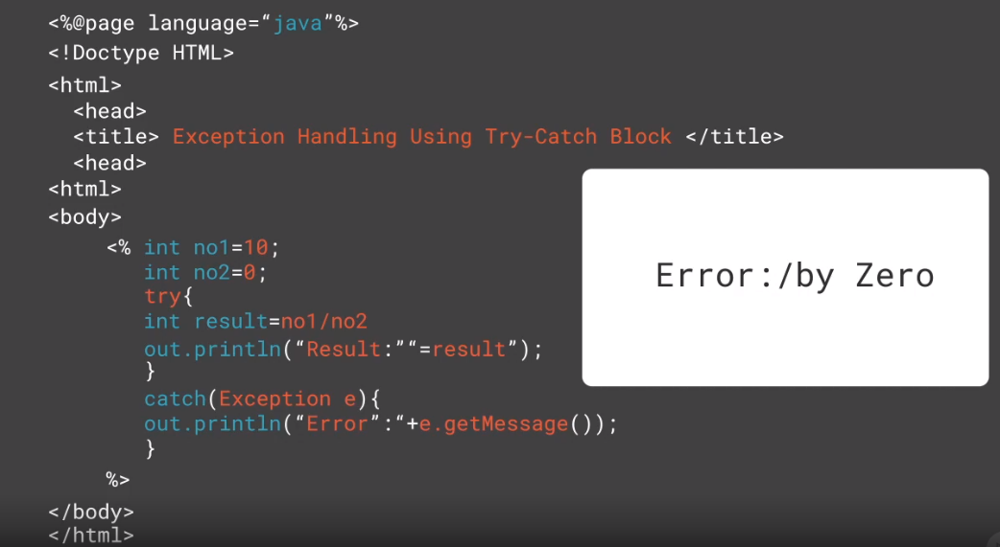 <%@page language=“java”%>
<!Doctype HTML>
<html>
<head>
<title> Exception Handling Using Try-Catch Block </title>
<head>
<html>
<body>
<% int no1=10;
int no2=0;
try{
int result=no1/no2
out.println(“Result:”“=result”);
}
catch(Exception e){
out.println(“Error”:“+e.getMessage());
}
%>
</body>
</html>
Error:/by Zero